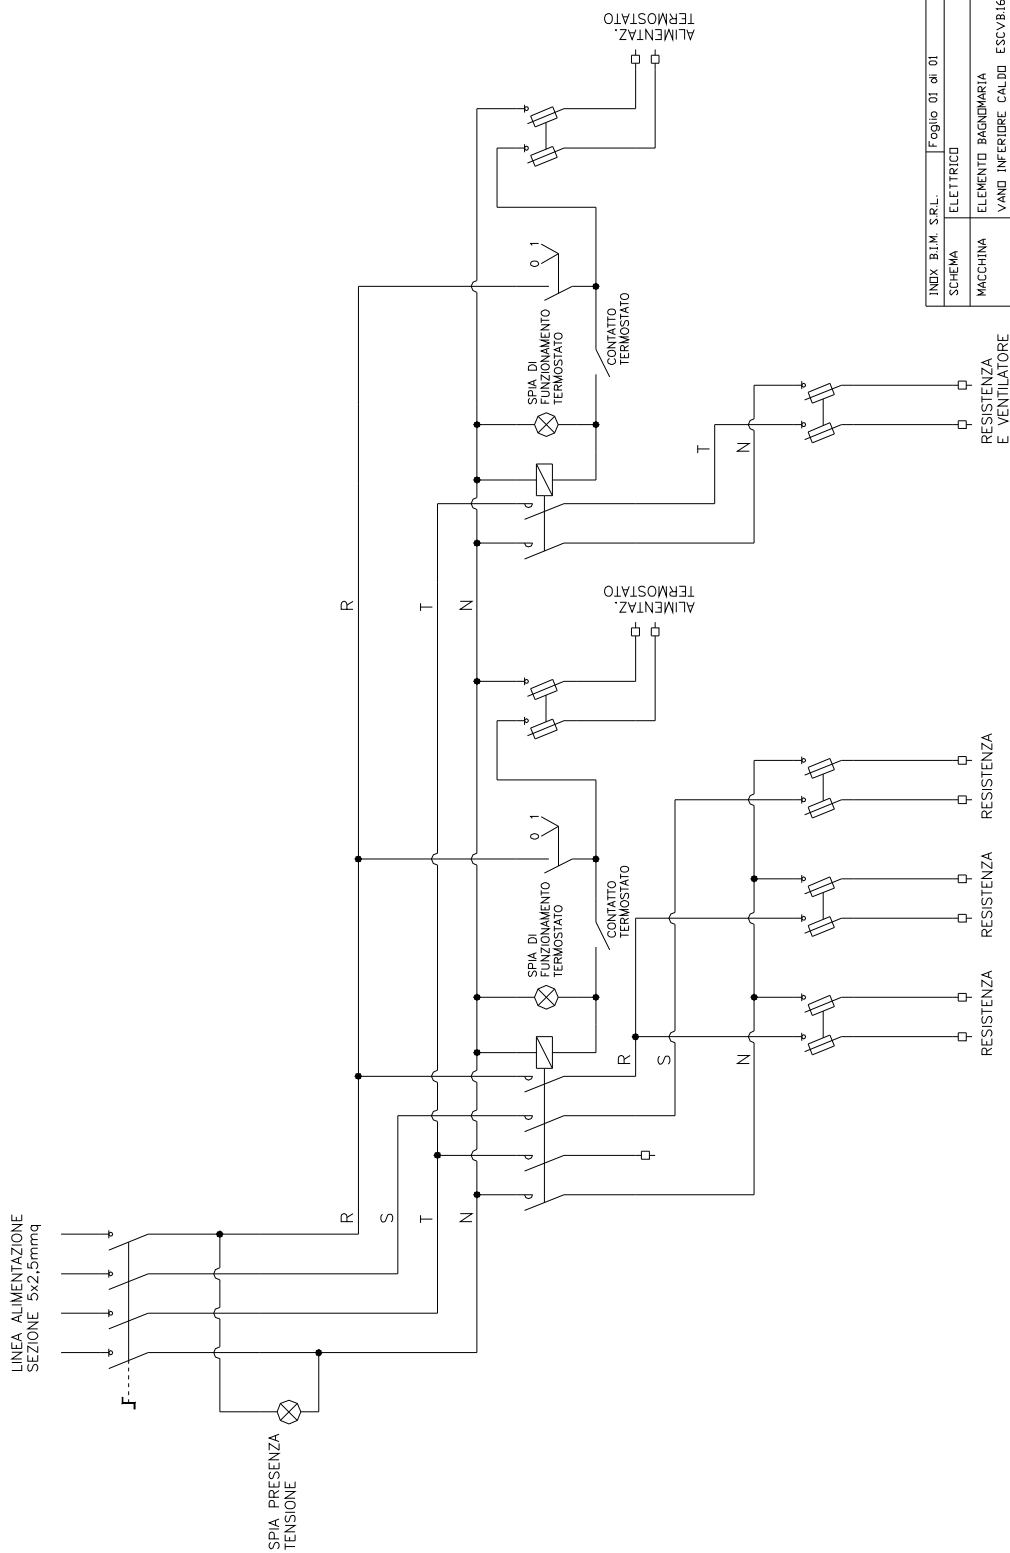 LINEA ALIMENTAZIONE
SEZIONE 5x2,5mmq
SPIA PRESENZA
TENSIONE
R
S
T
N
R
T
N
SPIA DI
FUNZIONAMENTO
TERMOSTATO
0 1
CONTATTO
TERMOSTATO
ALIMENTAZ.
TERMOSTATO
R
S
N
RESISTENZA
RESISTENZA
RESISTENZA
SPIA DI
FUNZIONAMENTO
TERMOSTATO
0 1
CONTATTO
TERMOSTATO
ALIMENTAZ.
TERMOSTATO
T
N
RESISTENZA
E VENTILATORE
INOX B.I.M. S.R.L. Foglio 01 di 01
SCHEMA ELETTRICO
MACCHINA ELEMENTO BAGNOMARIA
VANO INFERIORE CALDO ESCVB.16